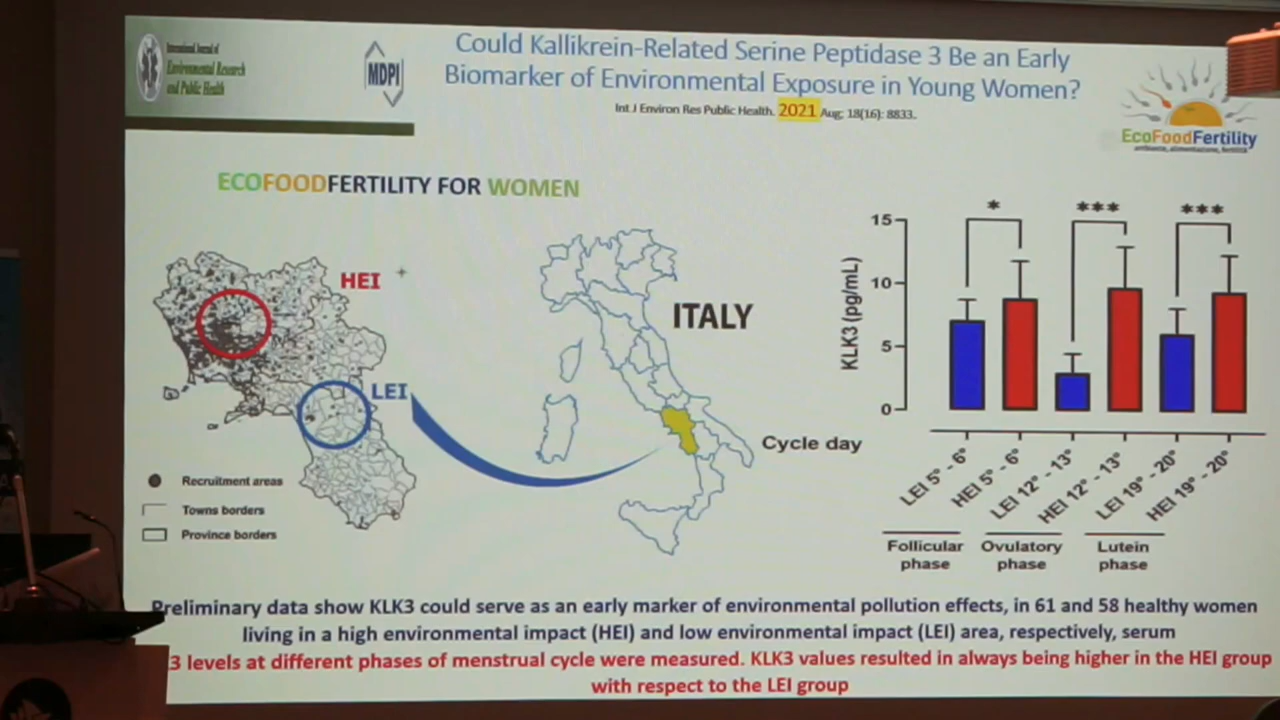 International Journal of
Environmental Research
and Public Health
MDPI
Could Kallikrein-Related Serine Peptidase 3 Be an Early
Biomarker of Environmental Exposure in Young Women?
Int J Environ Res Public Health. 2021 Aug; 18(16): 8833.
EcoFoodFertility
ambiente, alimentazione, fertilità
ECOFOODFERTILITY FOR WOMEN
HEI
LEI
Recruitment areas
Towns borders
Province borders
ITALY
KLK3 (pg/mL)
15
10
5
0
*
***
***
Cycle day
LEI 5° - 6°
HEI 5° - 6°
LEI 12° - 13°
HEI 12° - 13°
LEI 19° - 20°
HEI 19° - 20°
Follicular
phase
Ovulatory
phase
Lutein
phase
Preliminary data show KLK3 could serve as an early marker of environmental pollution effects, in 61 and 58 healthy women
living in a high environmental impact (HEI) and low environmental impact (LEI) area, respectively, serum
3 levels at different phases of menstrual cycle were measured. KLK3 values resulted in always being higher in the HEI group
with respect to the LEI group